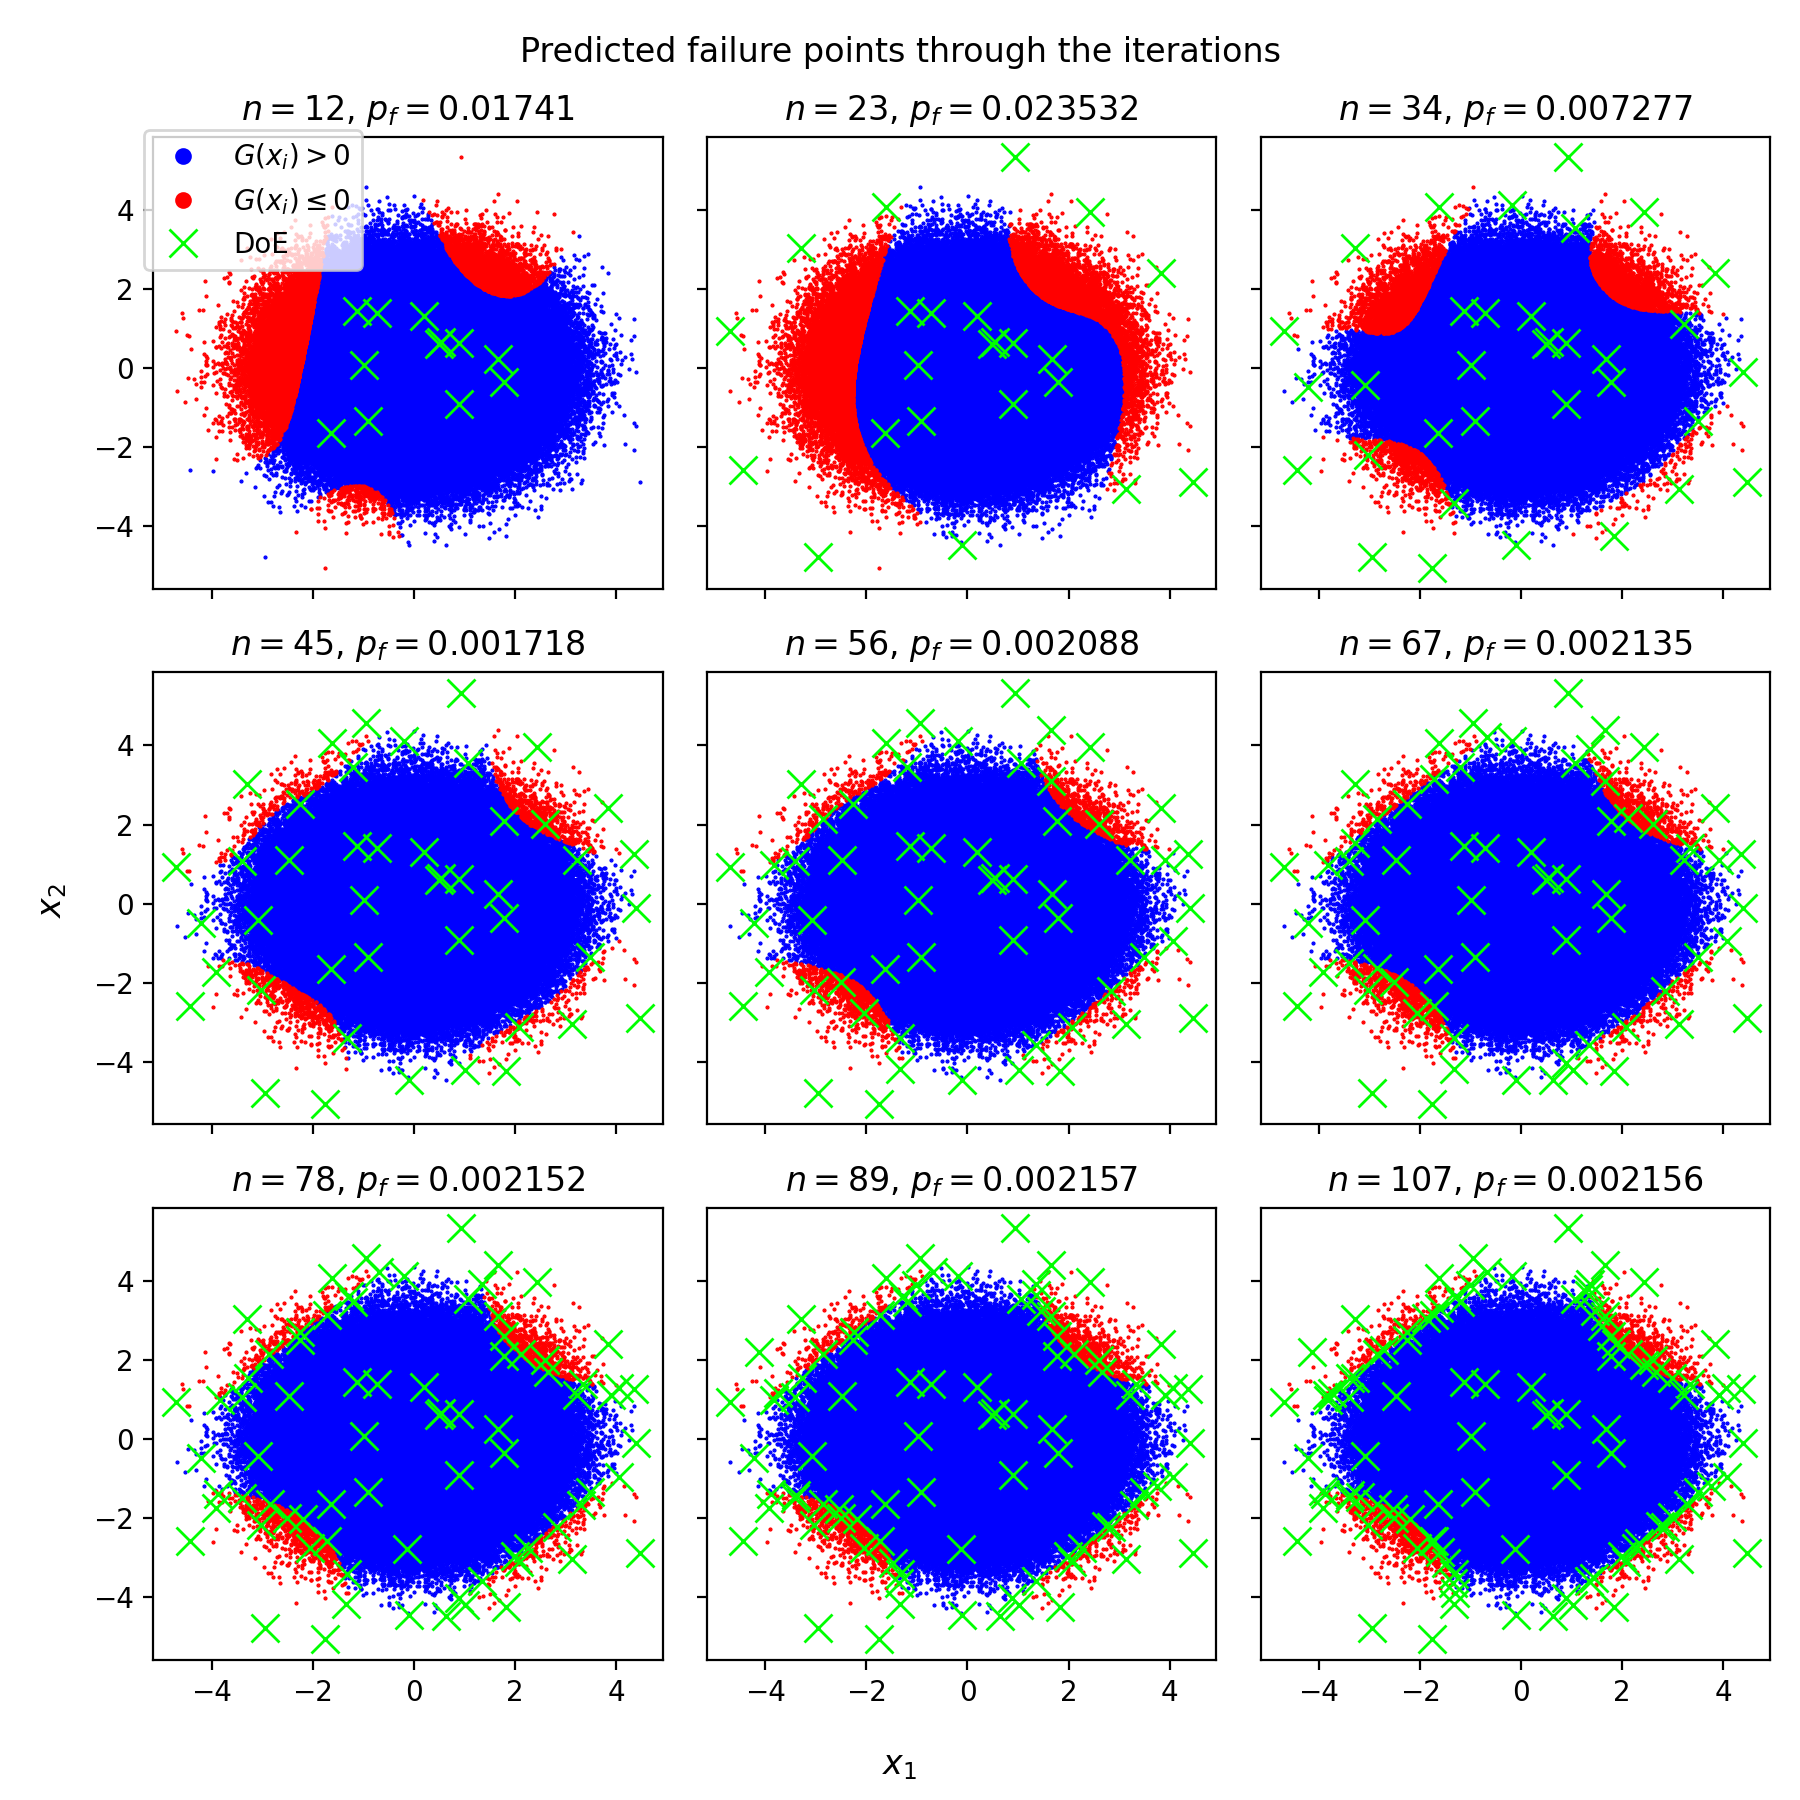 Predicted failure points through the iterations
n = 12, p_f = 0.01741
n = 23, p_f = 0.023532
n = 34, p_f = 0.007277
G(x_i) > 0
G(x_i) ≤ 0
DoE
4
2
0
−2
−4
n = 45, p_f = 0.001718
n = 56, p_f = 0.002088
n = 67, p_f = 0.002135
4
2
0
−2
−4
x_2
n = 78, p_f = 0.002152
n = 89, p_f = 0.002157
n = 107, p_f = 0.002156
4
2
0
−2
−4
−4 −2 0 2 4
−4 −2 0 2 4
−4 −2 0 2 4
x_1